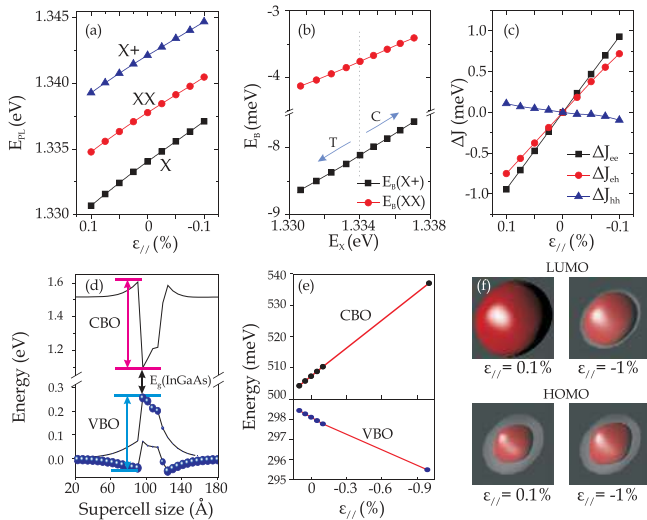 (a)
X+
XX
X
E_PL (eV)
1.345
1.340
1.335
1.330
0.1
0
-0.1
ε_// (%)
(b)
E_B (meV)
-4
-8
-9
T
C
E_B(X+)
E_B(XX)
1.330
1.334
1.338
E_X (eV)
(c)
ΔJ (meV)
1.0
0.5
0.0
-0.5
-1.0
ΔJ_ee
ΔJ_eh
ΔJ_hh
0.1
0
-0.1
ε_// (%)
(d)
Energy (eV)
1.6
1.5
1.4
1.3
1.2
1.1
0.3
0.2
0.1
0.0
CBO
E_g(InGaAs)
VBO
20
60
100
140
180
Supercell size (Å)
(e)
Energy (meV)
540
530
520
510
500
CBO
299
298
297
296
295
VBO
0
-0.3
-0.6
-0.9
ε_// (%)
(f)
LUMO
ε_//= 0.1%
ε_//= -1%
HOMO
ε_//= 0.1%
ε_//= -1%